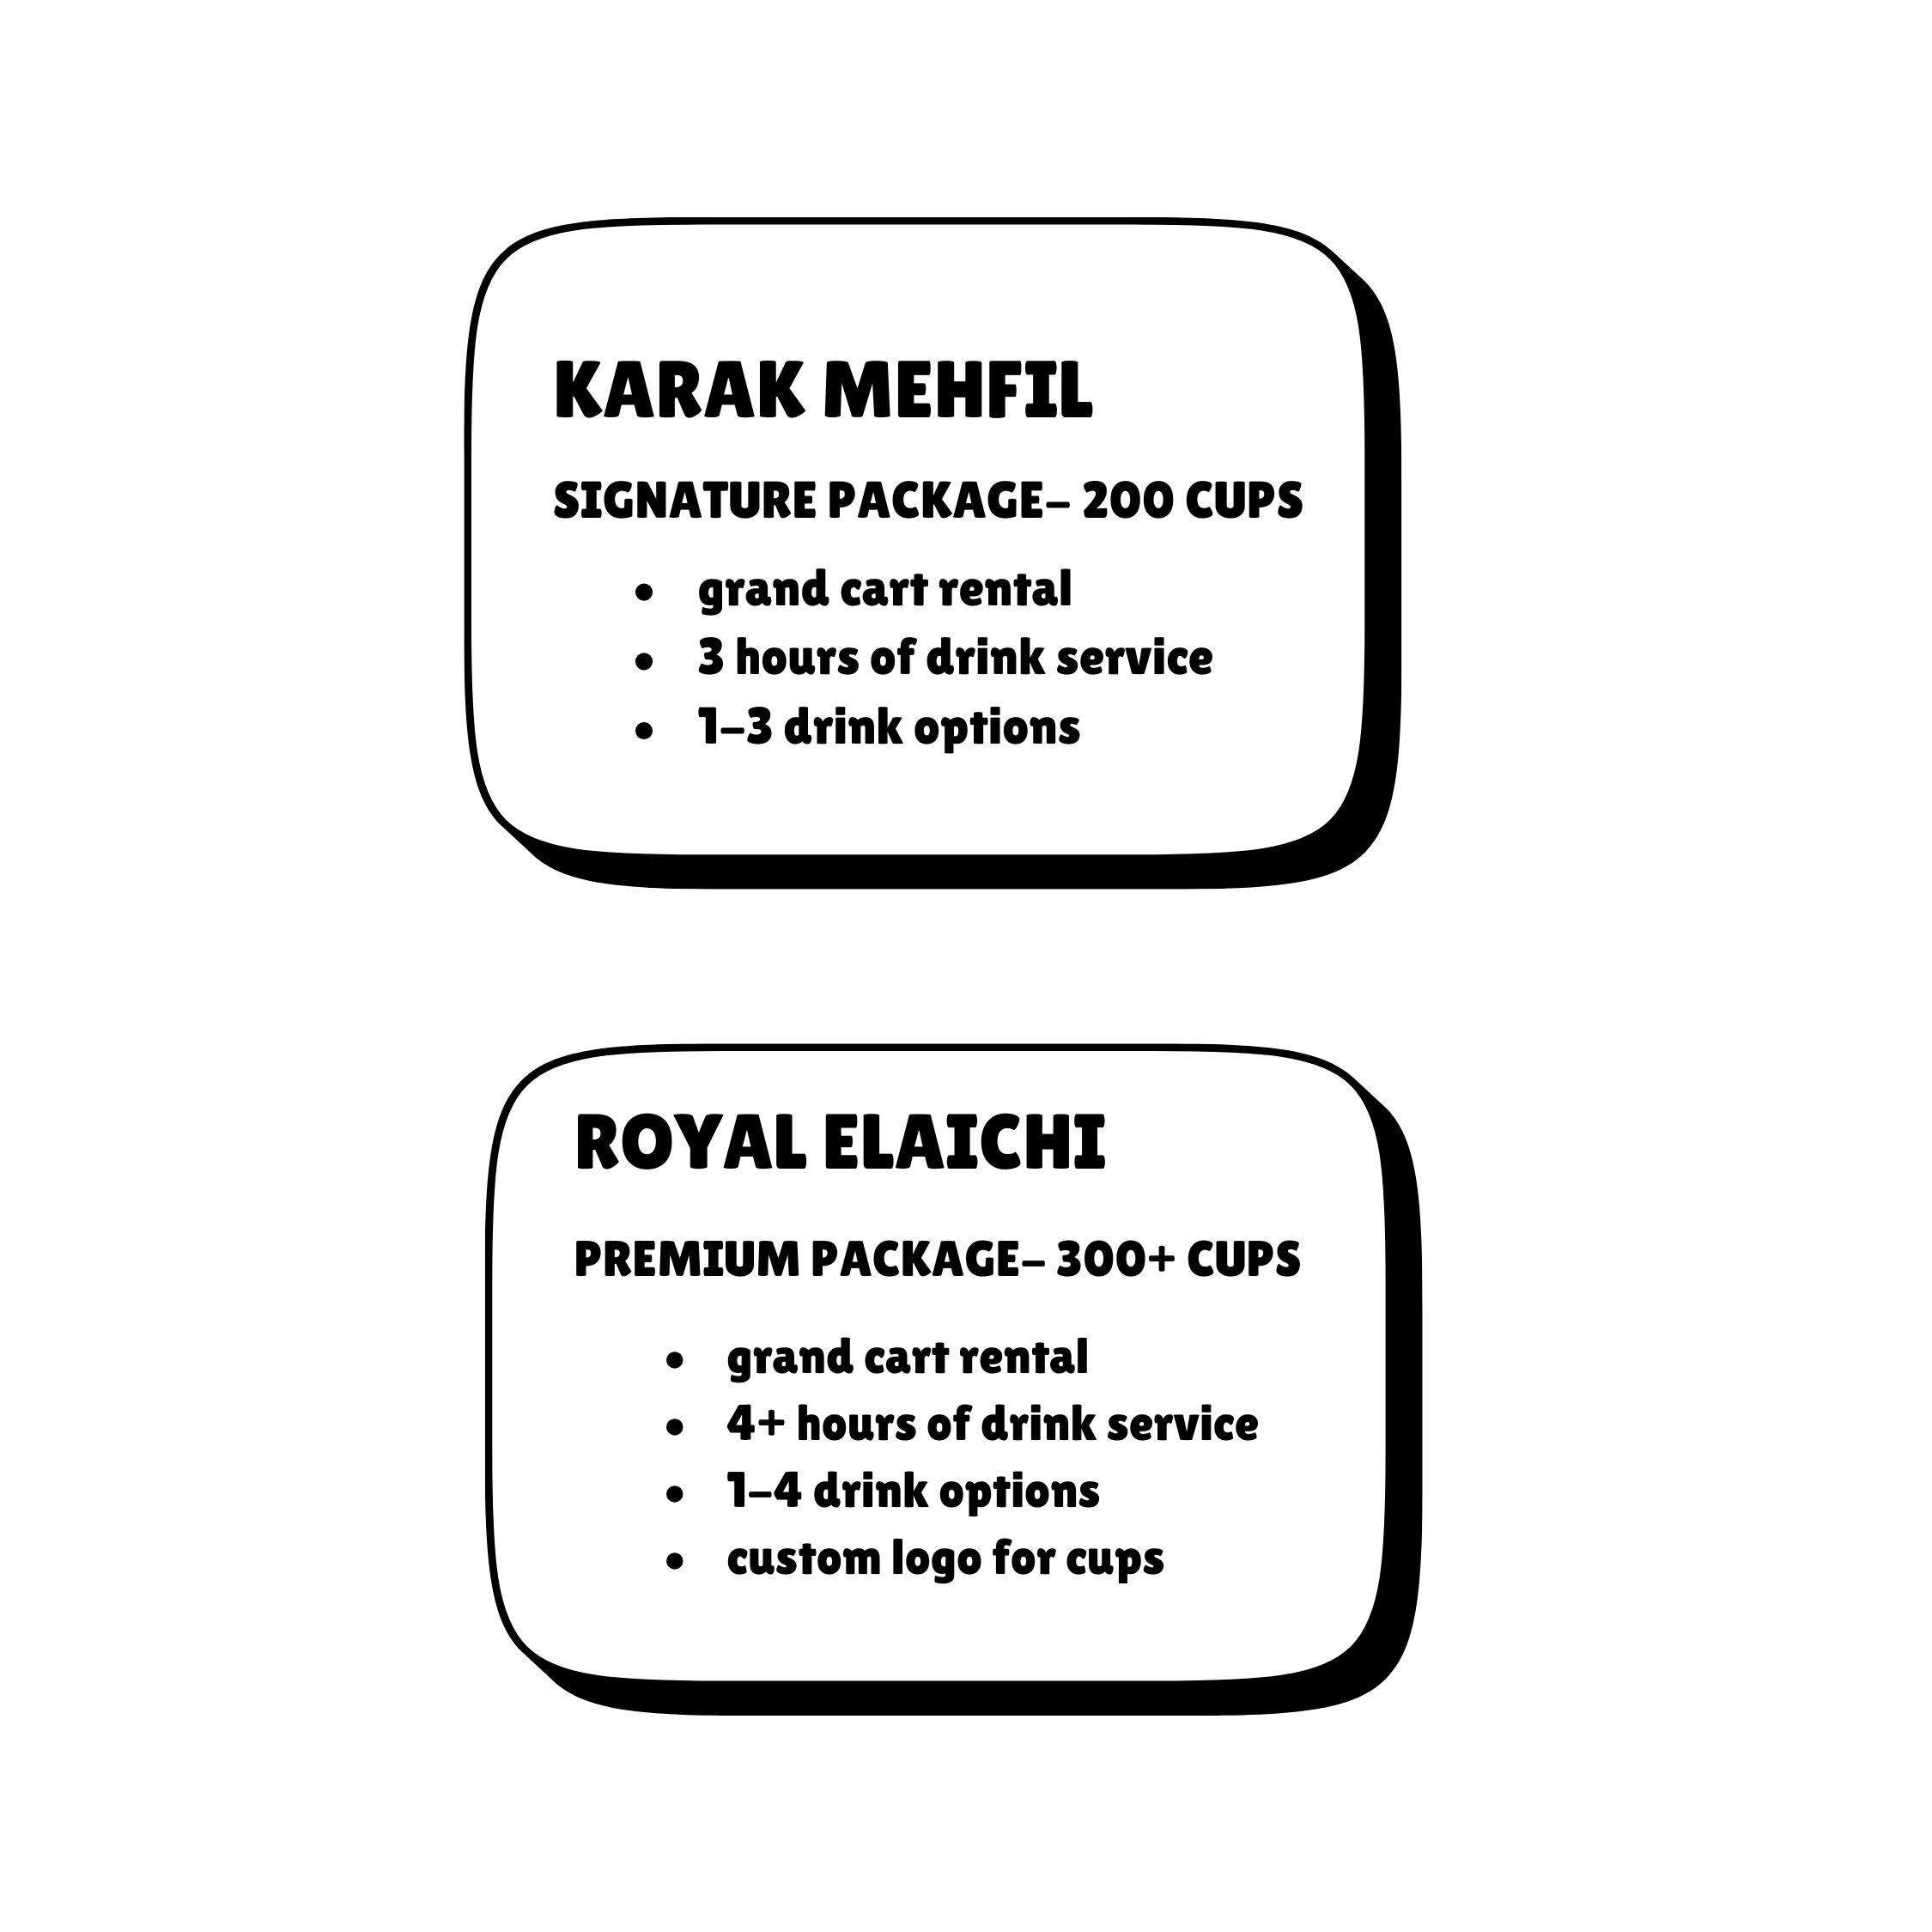 KARAK MEHFIL
SIGNATURE PACKAGE– 200 CUPS
• grand cart rental
• 3 hours of drink service
• 1–3 drink options
ROYAL ELAICHI
PREMIUM PACKAGE– 300+ CUPS
• grand cart rental
• 4+ hours of drink service
• 1–4 drink options
• custom logo for cups